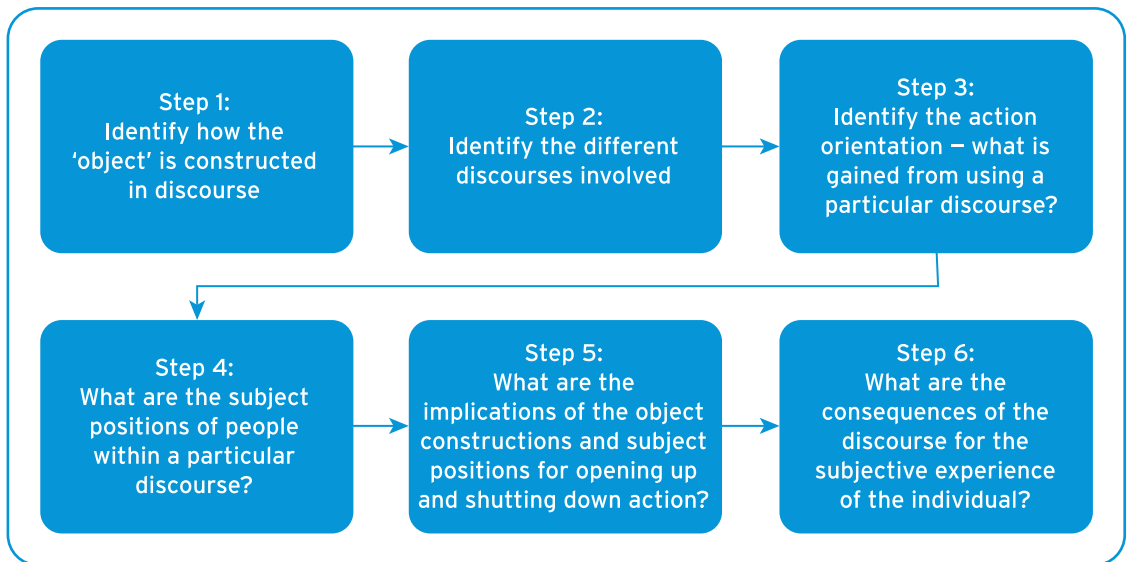 Step 1:
Identify how the
‘object’ is constructed
in discourse
Step 2:
Identify the different
discourses involved
Step 3:
Identify the action
orientation – what is
gained from using a
particular discourse?
Step 4:
What are the subject
positions of people
within a particular
discourse?
Step 5:
What are the
implications of the object
constructions and subject
positions for opening up
and shutting down action?
Step 6:
What are the
consequences of the
discourse for the
subjective experience
of the individual?